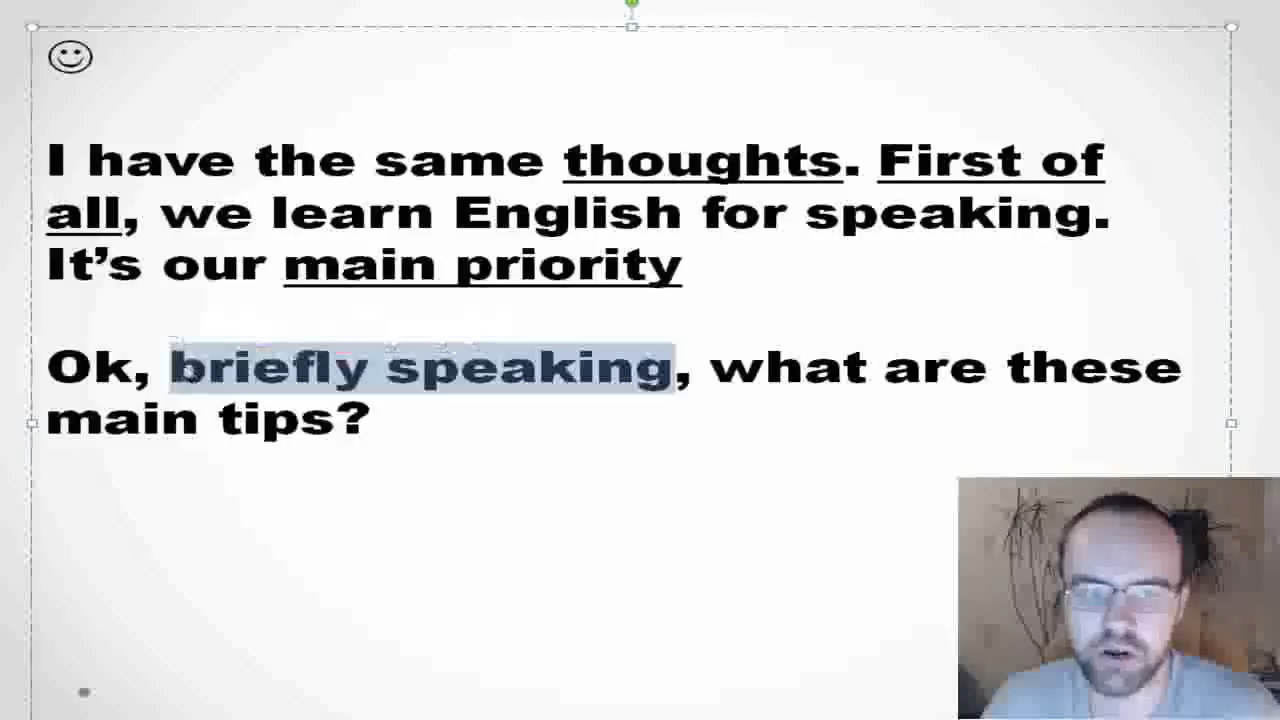 I have the same thoughts. First of
all, we learn English for speaking.
It’s our main priority
Ok, briefly speaking, what are these
main tips?